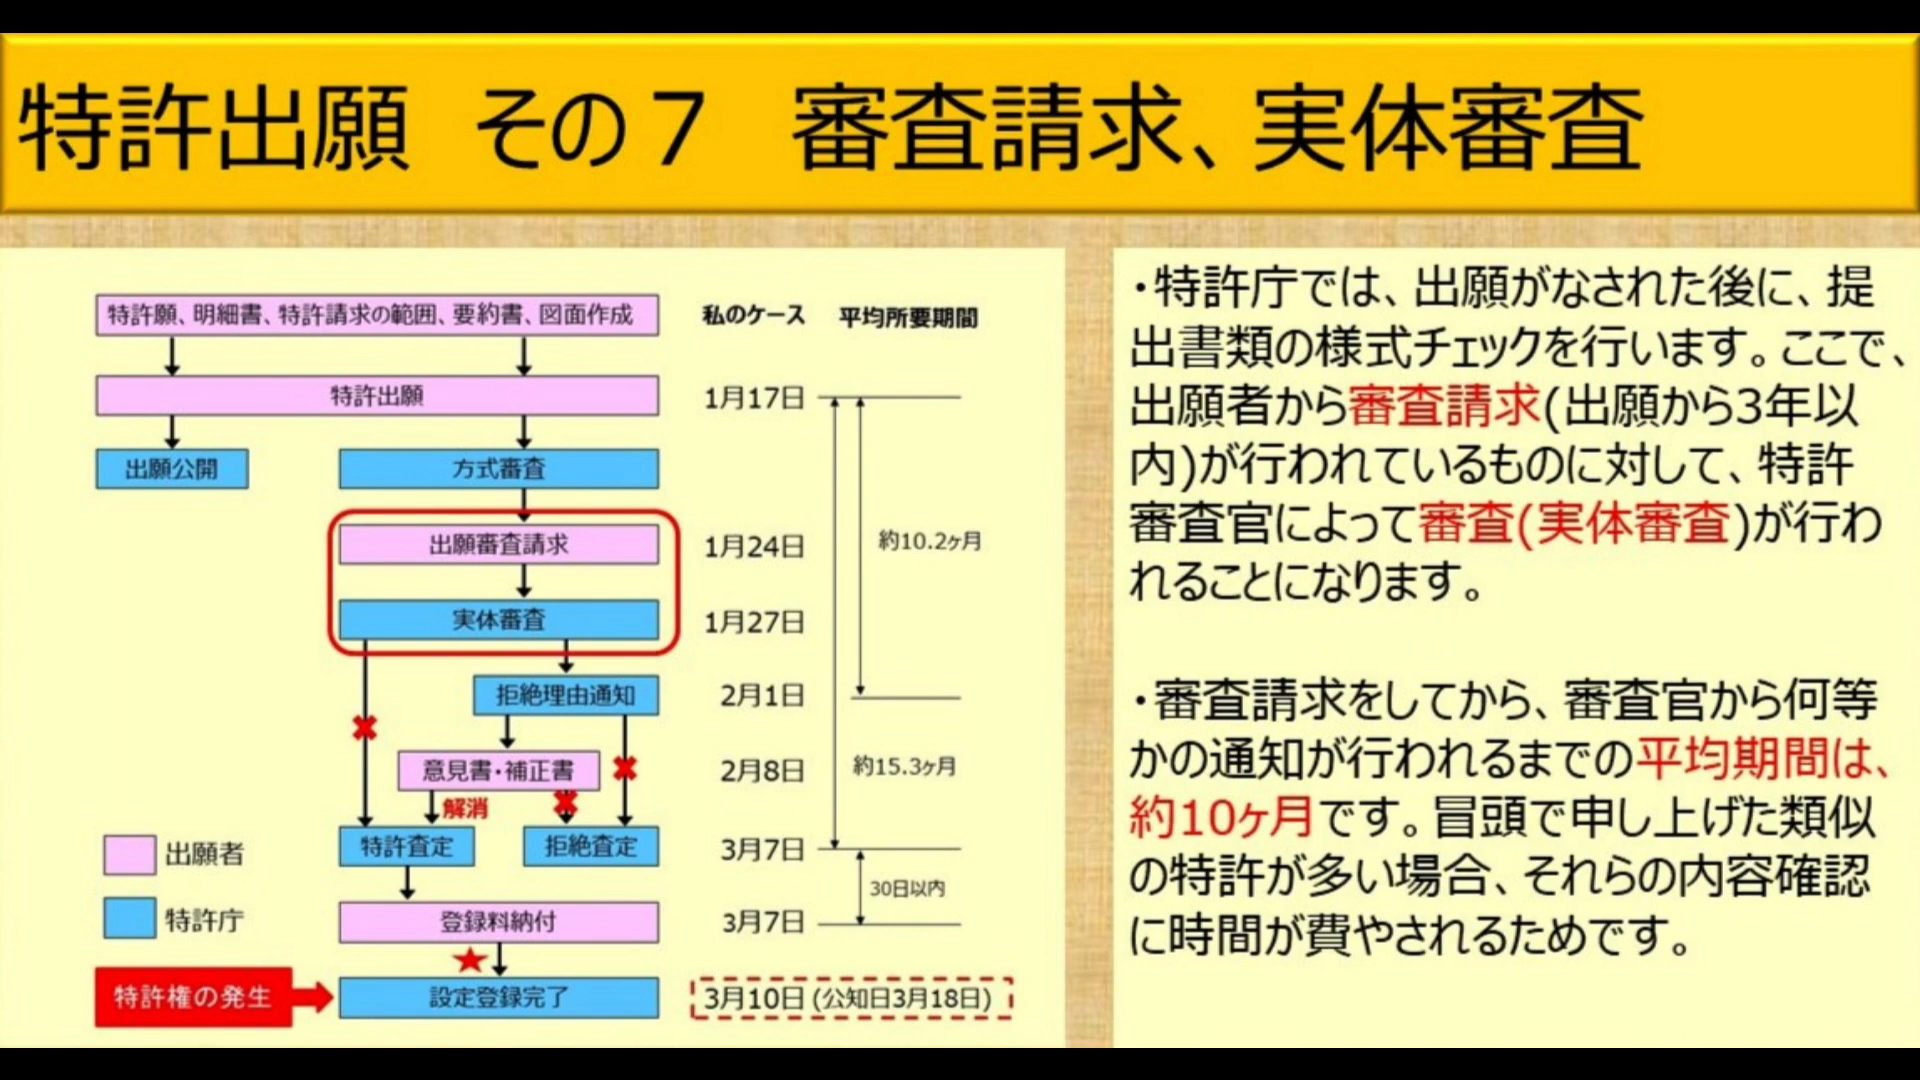 特許出願　その７　審査請求、実体審査
特許願、明細書、特許請求の範囲、要約書、図面作成
私のケース
平均所要期間
特許出願
1月17日
出願公開
方式審査
出願審査請求
1月24日
約10.2ヶ月
実体審査
1月27日
拒絶理由通知
2月1日
意見書・補正書
2月8日
約15.3ヶ月
解消
特許査定
拒絶査定
3月7日
30日以内
登録料納付
3月7日
設定登録完了
3月10日(公知日3月18日)
出願者
特許庁
特許権の発生
・特許庁では、出願がなされた後に、提
出書類の様式チェックを行います。ここで、
出願者から審査請求(出願から3年以
内)が行われているものに対して、特許
審査官によって審査(実体審査)が行わ
れることになります。
・審査請求をしてから、審査官から何等
かの通知が行われるまでの平均期間は、
約10ヶ月です。冒頭で申し上げた類似
の特許が多い場合、それらの内容確認
に時間が費やされるためです。